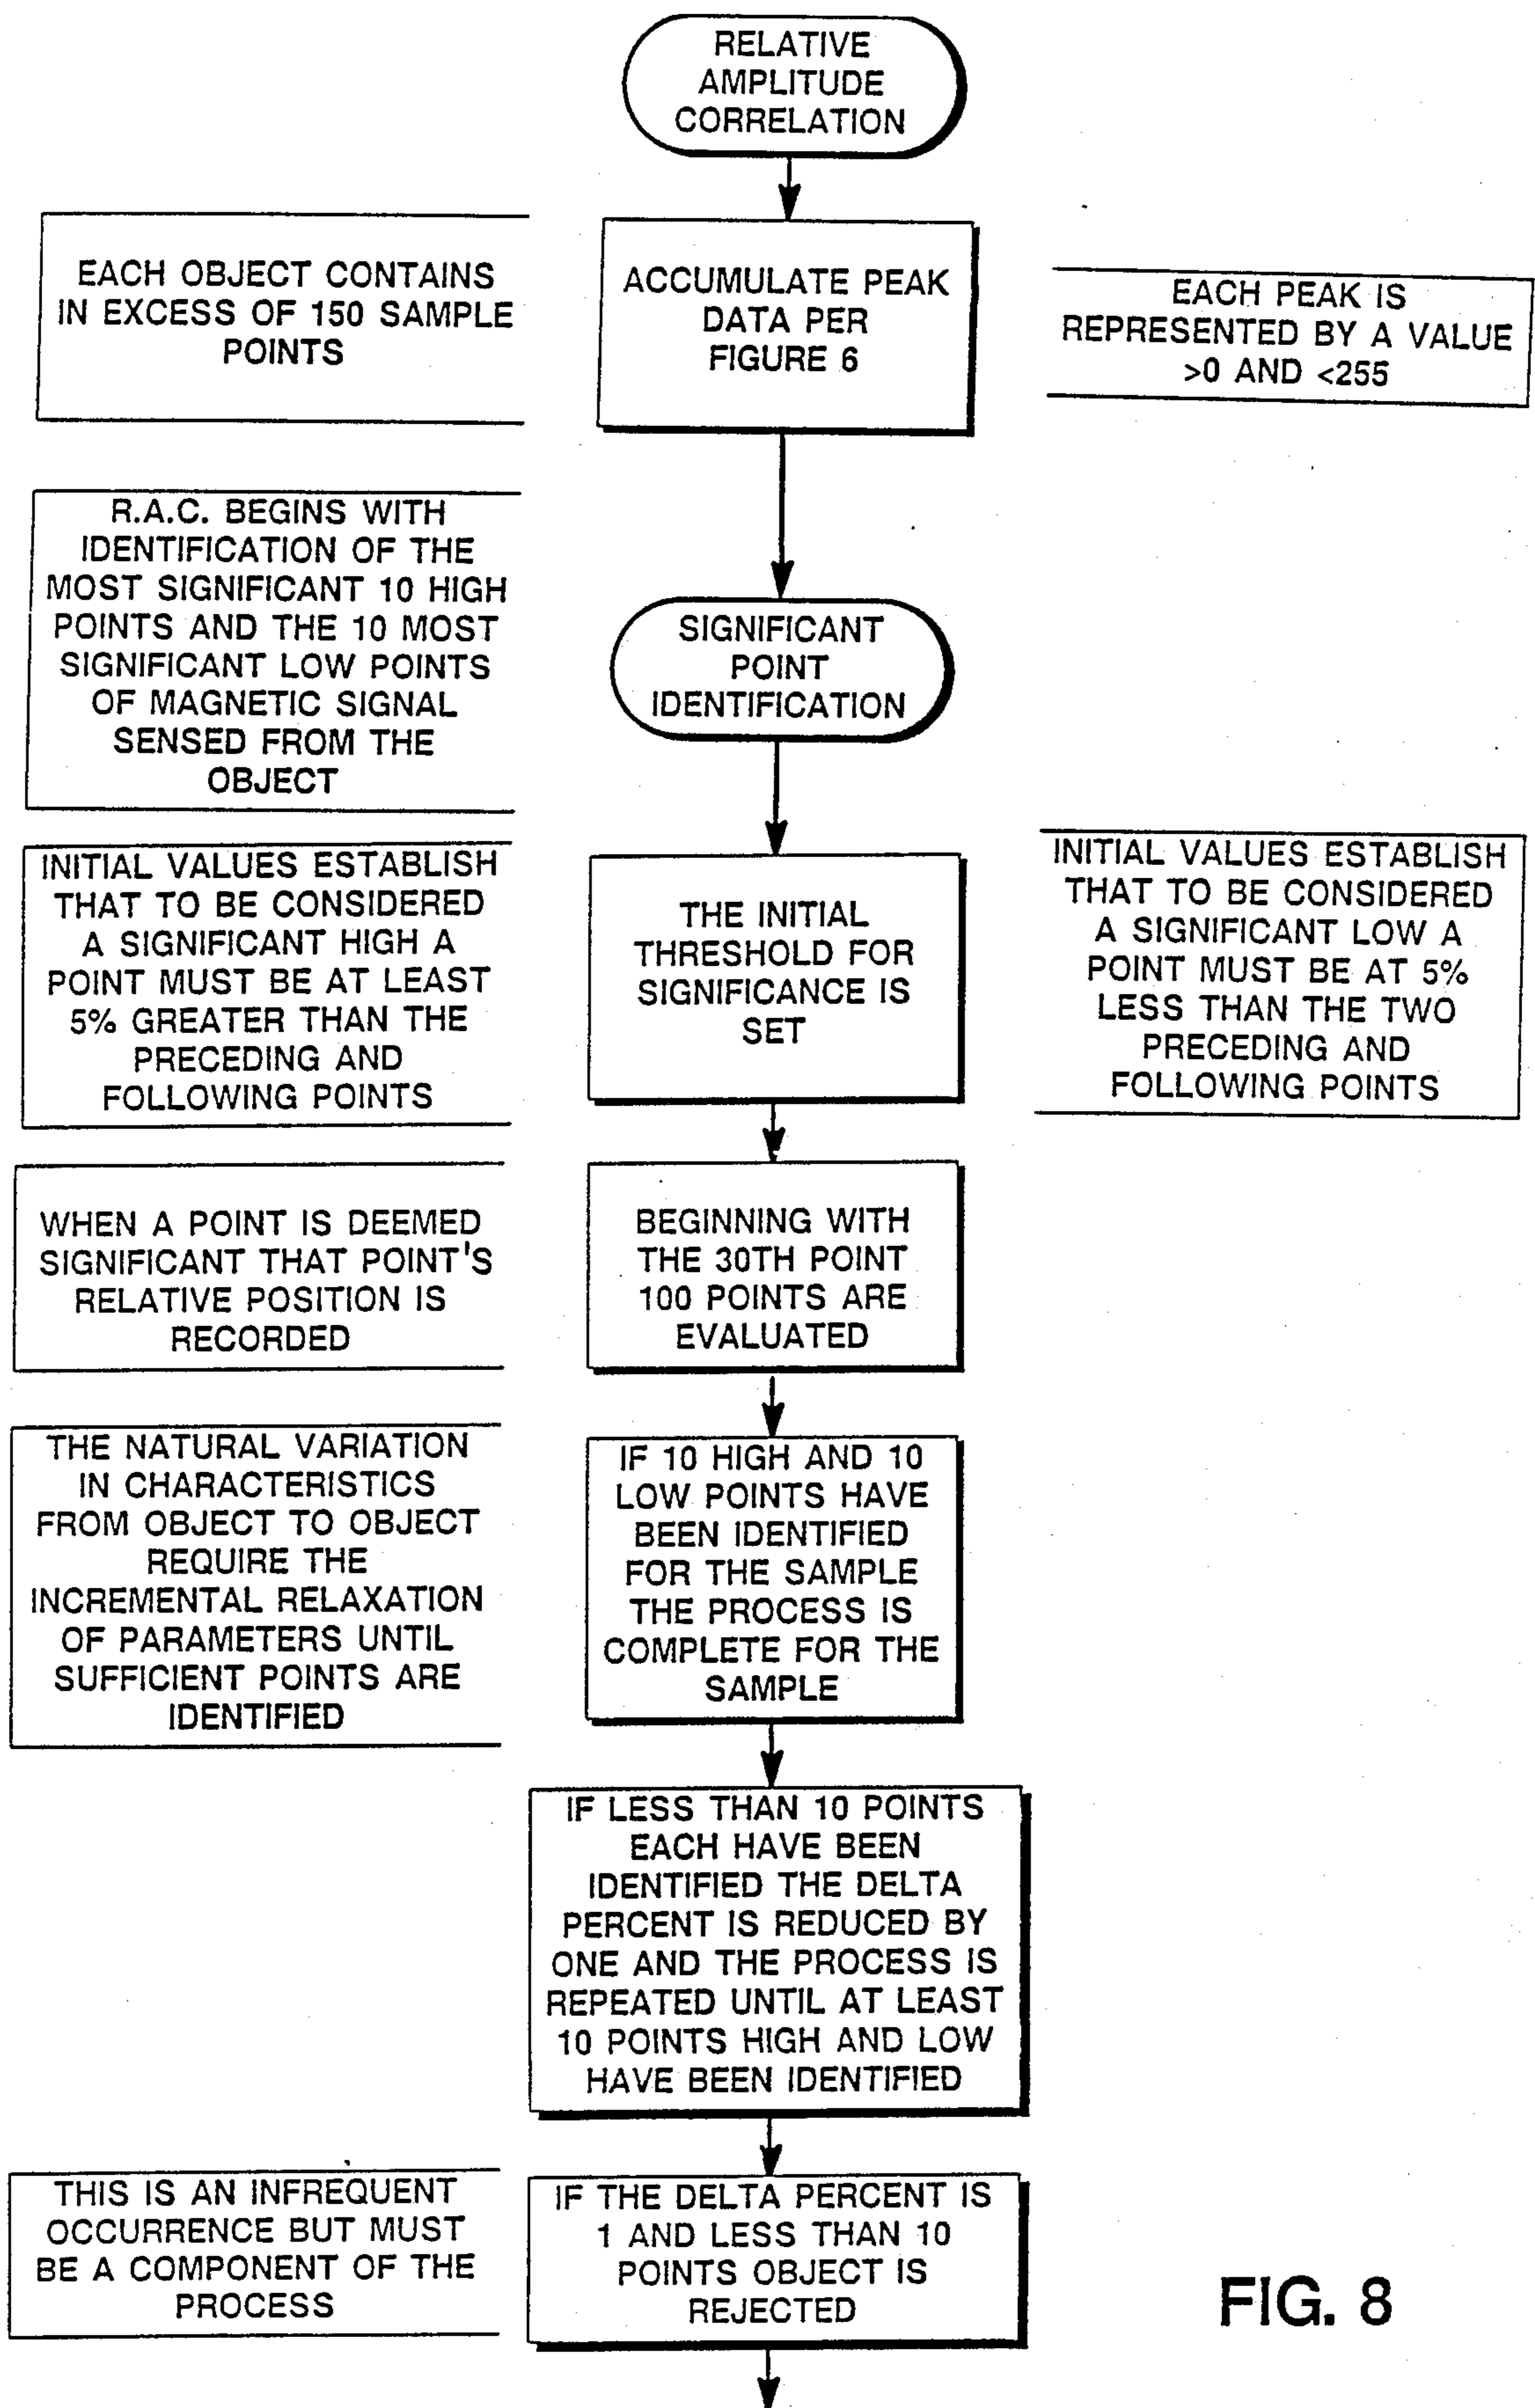 RELATIVE
AMPLITUDE
CORRELATION
EACH OBJECT CONTAINS
IN EXCESS OF 150 SAMPLE
POINTS
ACCUMULATE PEAK
DATA PER
FIGURE 6
EACH PEAK IS
REPRESENTED BY A VALUE
>0 AND <255
R.A.C. BEGINS WITH
IDENTIFICATION OF THE
MOST SIGNIFICANT 10 HIGH
POINTS AND THE 10 MOST
SIGNIFICANT LOW POINTS
OF MAGNETIC SIGNAL
SENSED FROM THE
OBJECT
SIGNIFICANT
POINT
IDENTIFICATION
INITIAL VALUES ESTABLISH
THAT TO BE CONSIDERED
A SIGNIFICANT HIGH A
POINT MUST BE AT LEAST
5% GREATER THAN THE
PRECEDING AND
FOLLOWING POINTS
THE INITIAL
THRESHOLD FOR
SIGNIFICANCE IS
SET
INITIAL VALUES ESTABLISH
THAT TO BE CONSIDERED
A SIGNIFICANT LOW A
POINT MUST BE AT 5%
LESS THAN THE TWO
PRECEDING AND
FOLLOWING POINTS
WHEN A POINT IS DEEMED
SIGNIFICANT THAT POINT'S
RELATIVE POSITION IS
RECORDED
BEGINNING WITH
THE 30TH POINT
100 POINTS ARE
EVALUATED
THE NATURAL VARIATION
IN CHARACTERISTICS
FROM OBJECT TO OBJECT
REQUIRE THE
INCREMENTAL RELAXATION
OF PARAMETERS UNTIL
SUFFICIENT POINTS ARE
IDENTIFIED
IF 10 HIGH AND 10
LOW POINTS HAVE
BEEN IDENTIFIED
FOR THE SAMPLE
THE PROCESS IS
COMPLETE FOR THE
SAMPLE
IF LESS THAN 10 POINTS
EACH HAVE BEEN
IDENTIFIED THE DELTA
PERCENT IS REDUCED BY
ONE AND THE PROCESS IS
REPEATED UNTIL AT LEAST
10 POINTS HIGH AND LOW
HAVE BEEN IDENTIFIED
THIS IS AN INFREQUENT
OCCURRENCE BUT MUST
BE A COMPONENT OF THE
PROCESS
IF THE DELTA PERCENT IS
1 AND LESS THAN 10
POINTS OBJECT IS
REJECTED
FIG. 8